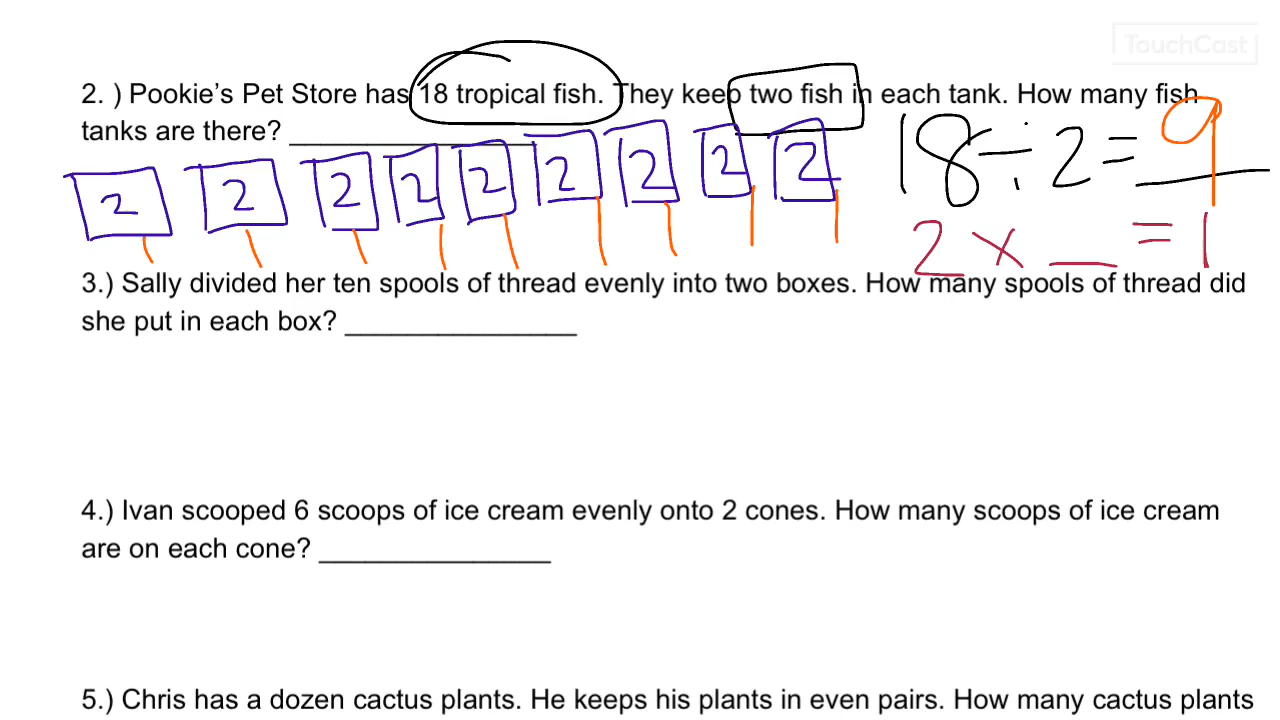 TouchCast
2. ) Pookie's Pet Store has 18 tropical fish. They keep two fish in each tank. How many fish
tanks are there? _________________
18 ÷ 2 = 9
2 2 2 2 2 2 2 2 2
2 × _ = 1
3.) Sally divided her ten spools of thread evenly into two boxes. How many spools of thread did
she put in each box? _________________
4.) Ivan scooped 6 scoops of ice cream evenly onto 2 cones. How many scoops of ice cream
are on each cone? _________________
5.) Chris has a dozen cactus plants. He keeps his plants in even pairs. How many cactus plants